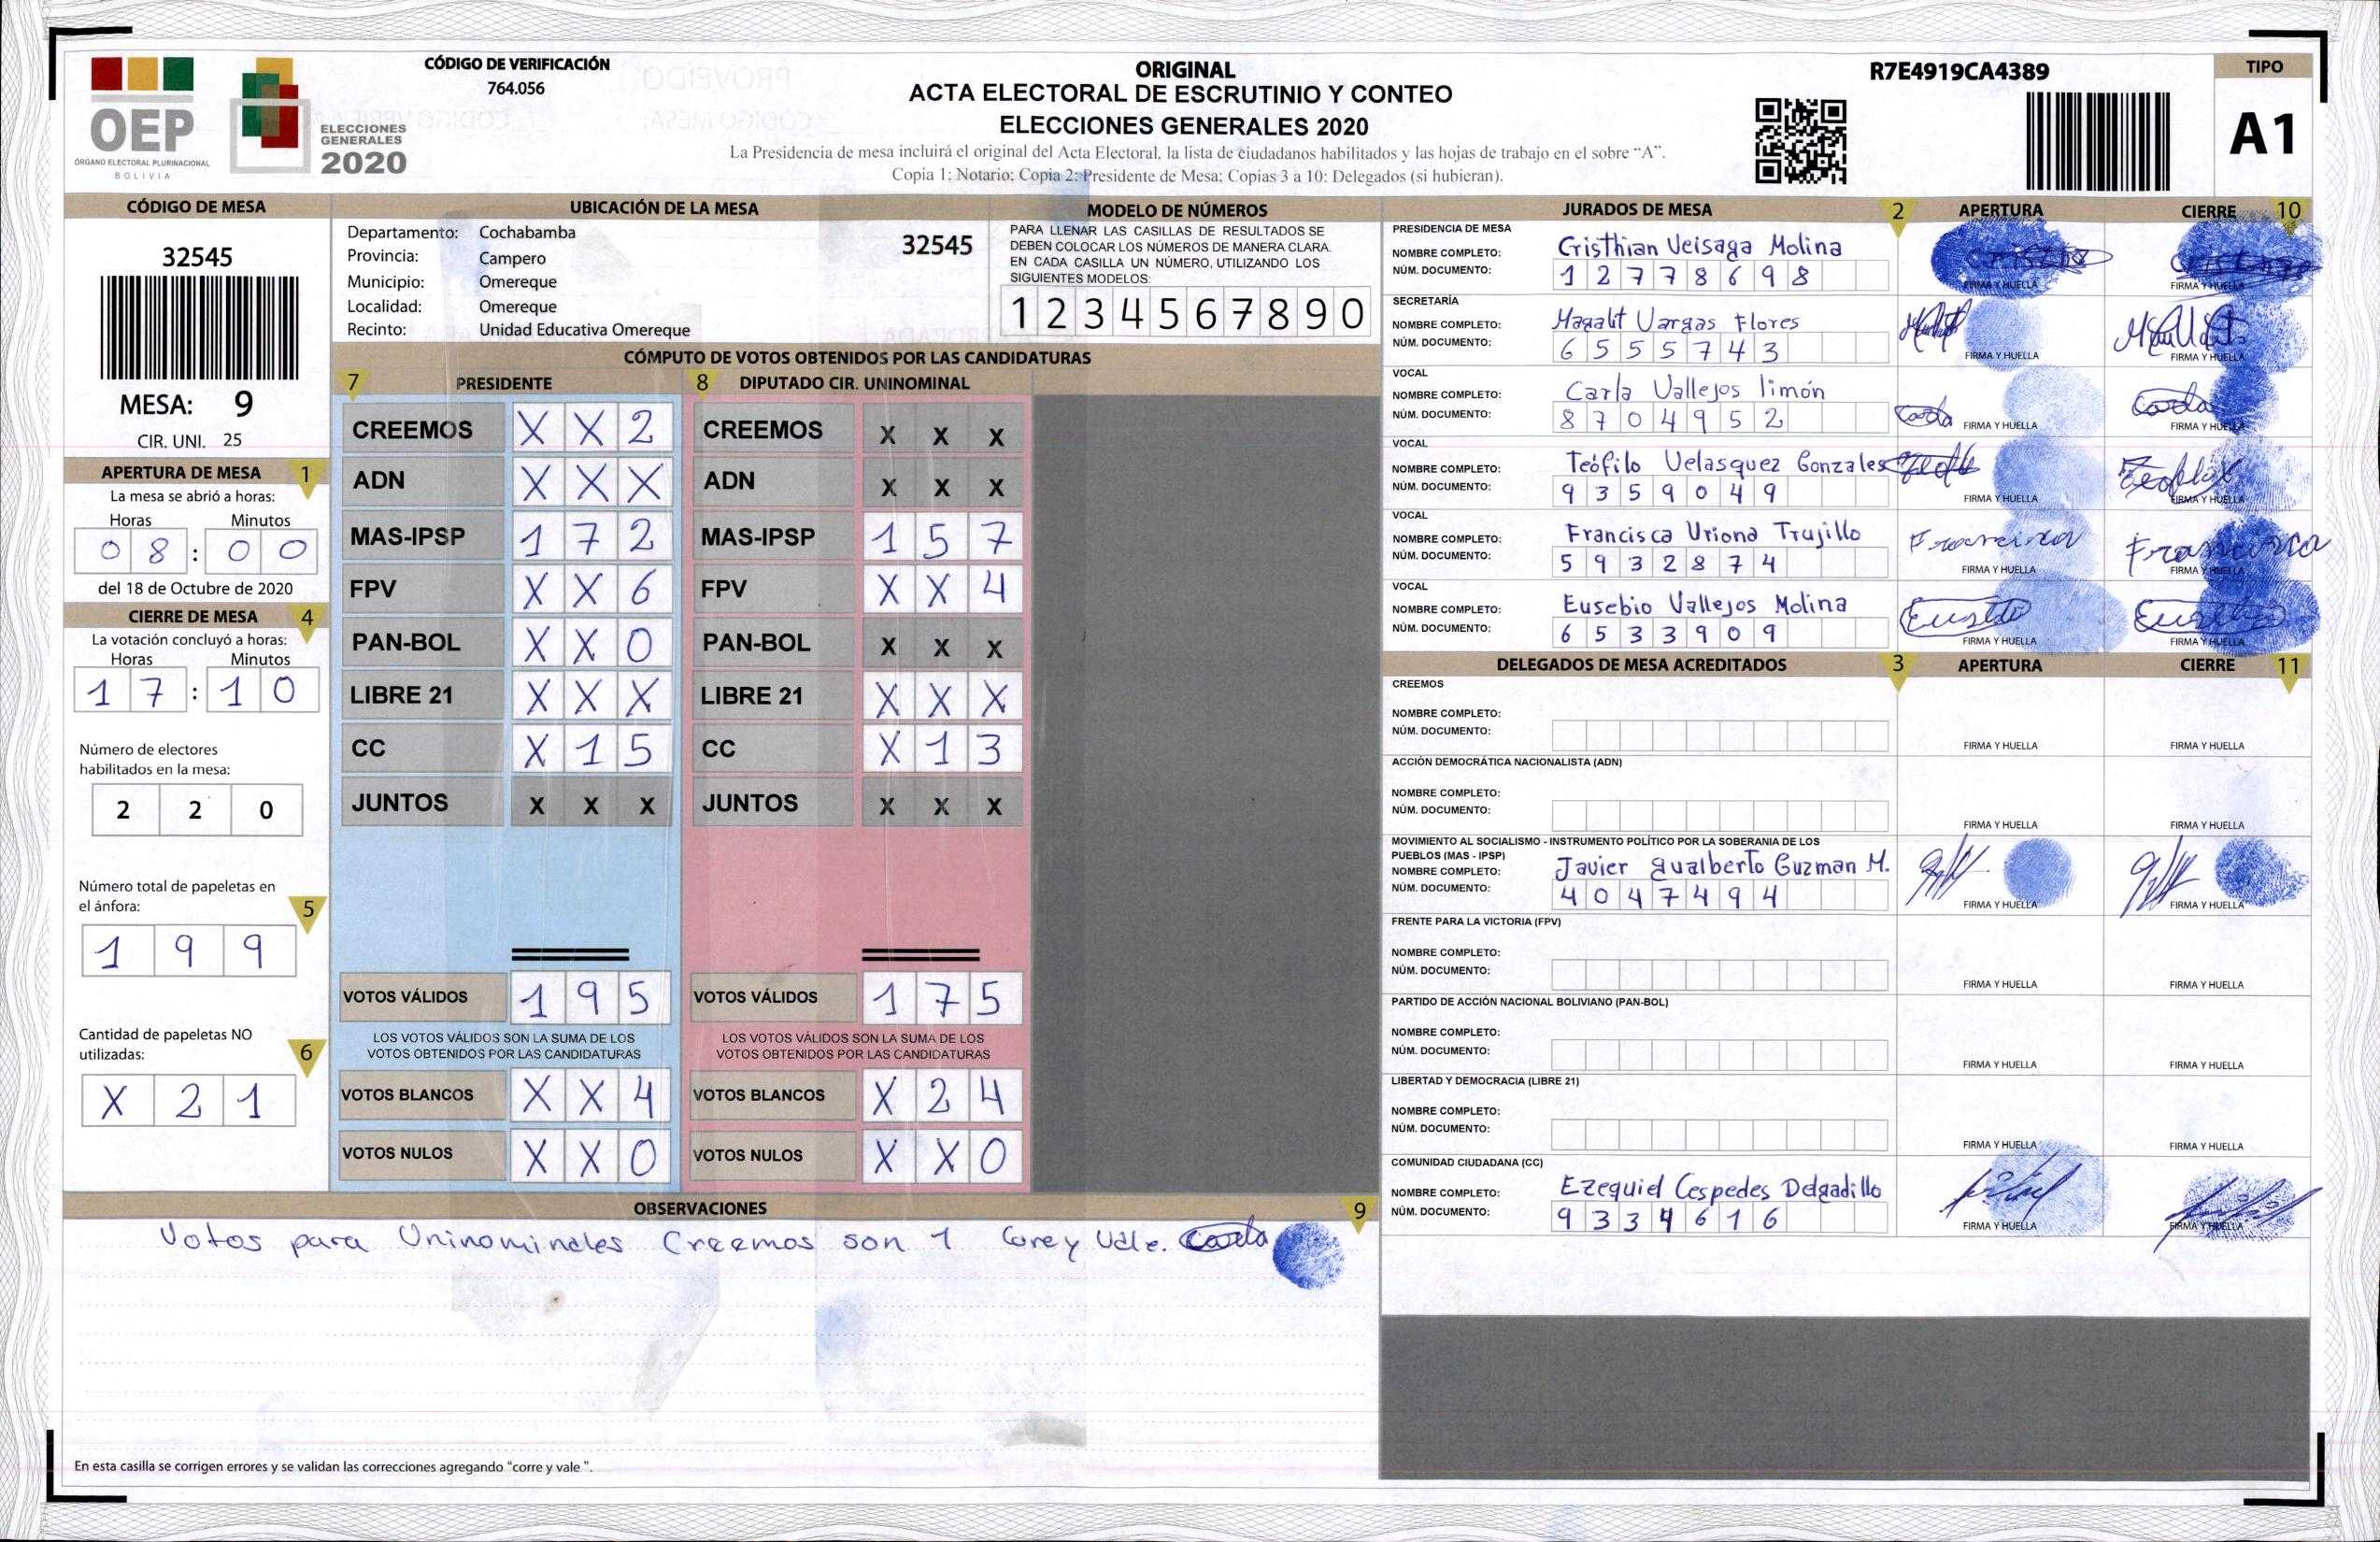 CÓDIGO DE VERIFICACIÓN
764.056
OEP
ÓRGANO ELECTORAL PLURINACIONAL
BOLIVIA
ELECCIONES
GENERALES
2020
ORIGINAL
ACTA ELECTORAL DE ESCRUTINIO Y CONTEO
ELECCIONES GENERALES 2020
La Presidencia de mesa incluirá el original del Acta Electoral, la lista de ciudadanos habilitados y las hojas de trabajo en el sobre “A”.
Copia 1: Notario; Copia 2: Presidente de Mesa; Copias 3 a 10: Delegados (si hubieran).
R7E4919CA4389
TIPO
A1
CÓDIGO DE MESA
32545
MESA: 9
CIR. UNI. 25
APERTURA DE MESA 1
La mesa se abrió a horas:
Horas Minutos
0 8 : 0 0
del 18 de Octubre de 2020
CIERRE DE MESA 4
La votación concluyó a horas:
Horas Minutos
1 7 : 1 0
Número de electores
habilitados en la mesa:
2 2 0
Número total de papeletas en
el ánfora: 5
1 9 9
Cantidad de papeletas NO
utilizadas: 6
X 2 1
UBICACIÓN DE LA MESA
Departamento: Cochabamba
32545
Provincia: Campero
Municipio: Omereque
Localidad: Omereque
Recinto: Unidad Educativa Omereque
MODELO DE NÚMEROS
PARA LLENAR LAS CASILLAS DE RESULTADOS SE
DEBEN COLOCAR LOS NÚMEROS DE MANERA CLARA.
EN CADA CASILLA UN NÚMERO, UTILIZANDO LOS
SIGUIENTES MODELOS:
1 2 3 4 5 6 7 8 9 0
CÓMPUTO DE VOTOS OBTENIDOS POR LAS CANDIDATURAS
7 PRESIDENTE 8 DIPUTADO CIR. UNINOMINAL
CREEMOS X X 2 CREEMOS X X X
ADN X X X ADN X X X
MAS-IPSP 1 7 2 MAS-IPSP 1 5 7
FPV X X 6 FPV X X 4
PAN-BOL X X 0 PAN-BOL X X X
LIBRE 21 X X X LIBRE 21 X X X
CC X 1 5 CC X 1 3
JUNTOS X X X JUNTOS X X X
VOTOS VÁLIDOS 1 9 5 VOTOS VÁLIDOS 1 7 5
LOS VOTOS VÁLIDOS SON LA SUMA DE LOS LOS VOTOS VÁLIDOS SON LA SUMA DE LOS
VOTOS OBTENIDOS POR LAS CANDIDATURAS VOTOS OBTENIDOS POR LAS CANDIDATURAS
VOTOS BLANCOS X X 4 VOTOS BLANCOS X 2 4
VOTOS NULOS X X 0 VOTOS NULOS X X 0
OBSERVACIONES 9
Votos para Uninominales Creemos son 1 Corey Vale. Carla
En esta casilla se corrigen errores y se validan las correcciones agregando “corre y vale ”.
JURADOS DE MESA 2 APERTURA CIERRE 10
PRESIDENCIA DE MESA
NOMBRE COMPLETO: Cristhian Veisaga Molina
NÚM. DOCUMENTO: 1 2 7 7 8 6 9 8
FIRMA Y HUELLA FIRMA Y HUELLA
SECRETARÍA
NOMBRE COMPLETO: Magalit Vargas Flores
NÚM. DOCUMENTO: 6 5 5 5 7 4 3
FIRMA Y HUELLA FIRMA Y HUELLA
VOCAL
NOMBRE COMPLETO: Carla Vallejos limón
NÚM. DOCUMENTO: 8 7 0 4 9 5 2
Carla FIRMA Y HUELLA Carla FIRMA Y HUELLA
VOCAL
NOMBRE COMPLETO: Teófilo Velasquez Gonzales
NÚM. DOCUMENTO: 9 3 5 9 0 4 9
FIRMA Y HUELLA FIRMA Y HUELLA
VOCAL
NOMBRE COMPLETO: Francisca Uriona Trujillo
NÚM. DOCUMENTO: 5 9 3 2 8 7 4
Francisca FIRMA Y HUELLA Francisca FIRMA Y HUELLA
VOCAL
NOMBRE COMPLETO: Eusebio Vallejos Molina
NÚM. DOCUMENTO: 6 5 3 3 9 0 9
FIRMA Y HUELLA FIRMA Y HUELLA
DELEGADOS DE MESA ACREDITADOS 3 APERTURA CIERRE 11
CREEMOS
NOMBRE COMPLETO:
NÚM. DOCUMENTO:
FIRMA Y HUELLA FIRMA Y HUELLA
ACCIÓN DEMOCRÁTICA NACIONALISTA (ADN)
NOMBRE COMPLETO:
NÚM. DOCUMENTO:
FIRMA Y HUELLA FIRMA Y HUELLA
MOVIMIENTO AL SOCIALISMO - INSTRUMENTO POLÍTICO POR LA SOBERANIA DE LOS
PUEBLOS (MAS - IPSP)
NOMBRE COMPLETO: Javier gualberto Guzman M.
NÚM. DOCUMENTO: 4 0 4 7 4 9 4
FIRMA Y HUELLA FIRMA Y HUELLA
FRENTE PARA LA VICTORIA (FPV)
NOMBRE COMPLETO:
NÚM. DOCUMENTO:
FIRMA Y HUELLA FIRMA Y HUELLA
PARTIDO DE ACCIÓN NACIONAL BOLIVIANO (PAN-BOL)
NOMBRE COMPLETO:
NÚM. DOCUMENTO:
FIRMA Y HUELLA FIRMA Y HUELLA
LIBERTAD Y DEMOCRACIA (LIBRE 21)
NOMBRE COMPLETO:
NÚM. DOCUMENTO:
FIRMA Y HUELLA FIRMA Y HUELLA
COMUNIDAD CIUDADANA (CC)
NOMBRE COMPLETO: Ezequiel Cespedes Delgadillo
NÚM. DOCUMENTO: 9 3 3 4 6 1 6
FIRMA Y HUELLA FIRMA Y HUELLA